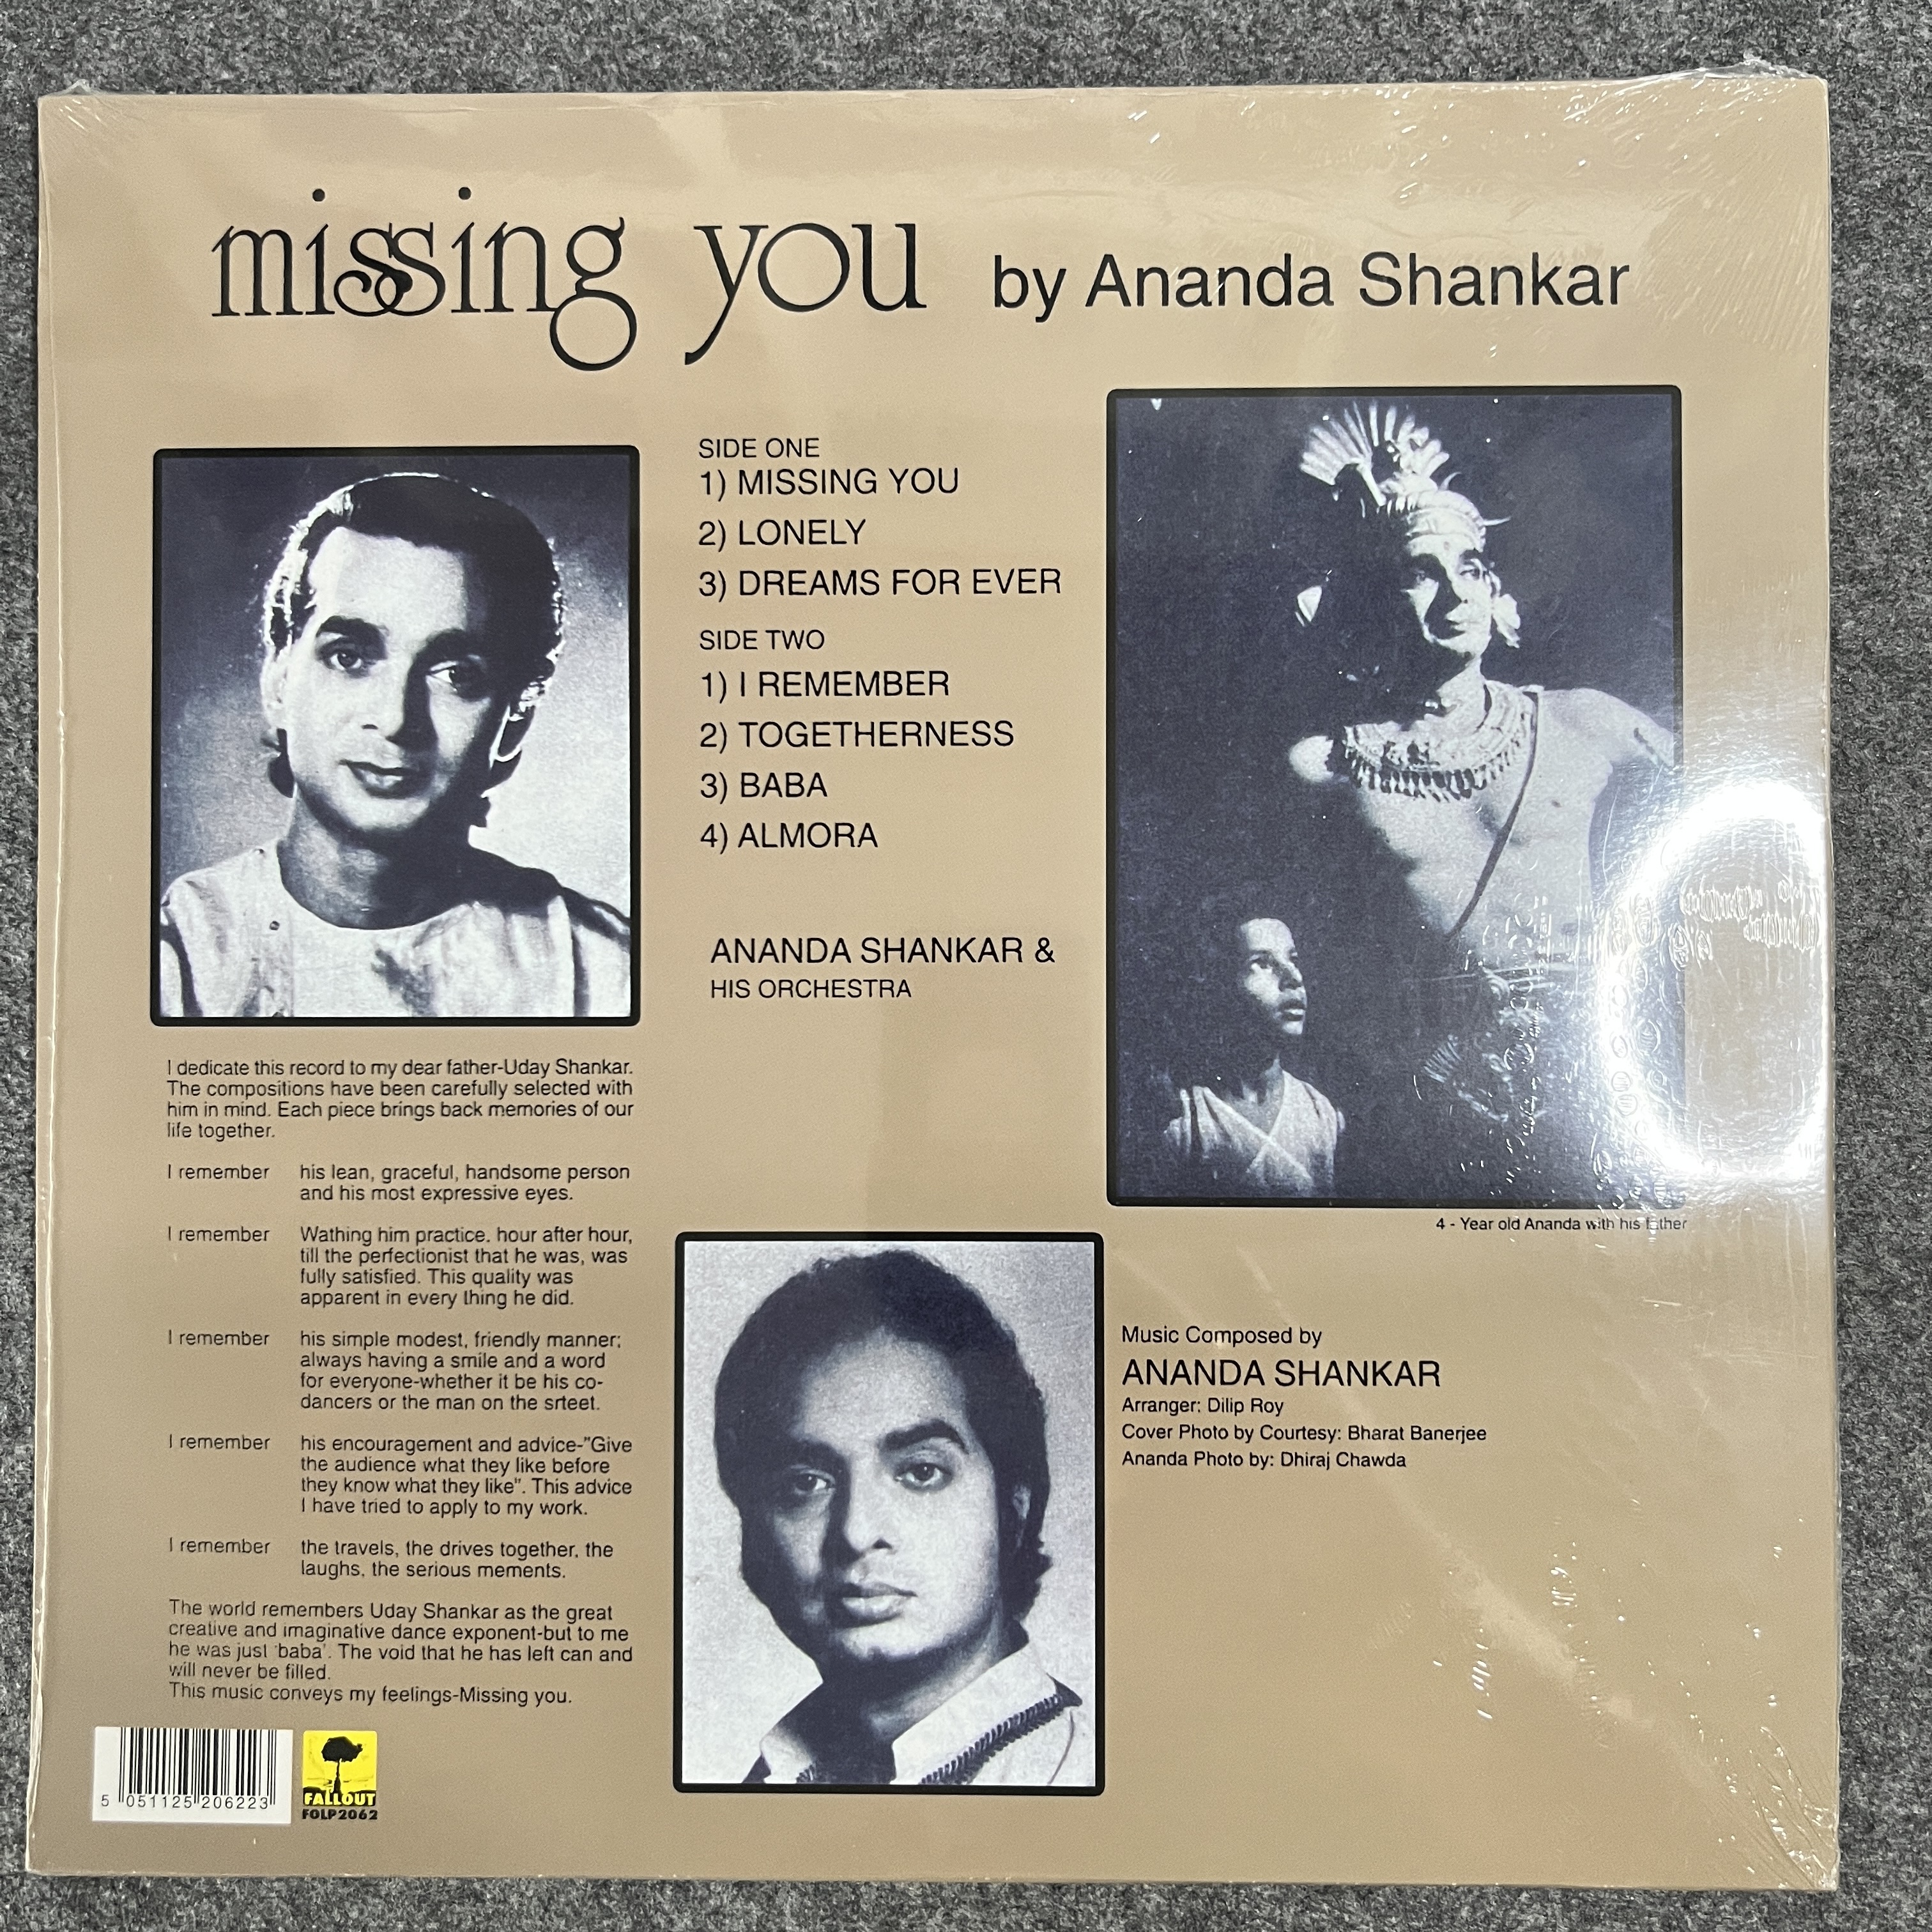 missing you by Ananda Shankar
SIDE ONE
1) MISSING YOU
2) LONELY
3) DREAMS FOR EVER
SIDE TWO
1) I REMEMBER
2) TOGETHERNESS
3) BABA
4) ALMORA
ANANDA SHANKAR &
HIS ORCHESTRA
I dedicate this record to my dear father-Uday Shankar.
The compositions have been carefully selected with
him in mind. Each piece brings back memories of our
life together.
I remember his lean, graceful, handsome person
and his most expressive eyes.
I remember Wathing him practice. hour after hour,
till the perfectionist that he was, was
fully satisfied. This quality was
apparent in every thing he did.
I remember his simple modest, friendly manner;
always having a smile and a word
for everyone-whether it be his co-
dancers or the man on the srteet.
I remember his encouragement and advice-"Give
the audience what they like before
they know what they like". This advice
I have tried to apply to my work.
I remember the travels, the drives together, the
laughs, the serious mements.
The world remembers Uday Shankar as the great
creative and imaginative dance exponent-but to me
he was just 'baba'. The void that he has left can and
will never be filled.
This music conveys my feelings-Missing you.
4 - Year old Ananda with his father
Music Composed by
ANANDA SHANKAR
Arranger: Dilip Roy
Cover Photo by Courtesy: Bharat Banerjee
Ananda Photo by: Dhiraj Chawda
5 051125 206223
FALLOUT
FOLP2062